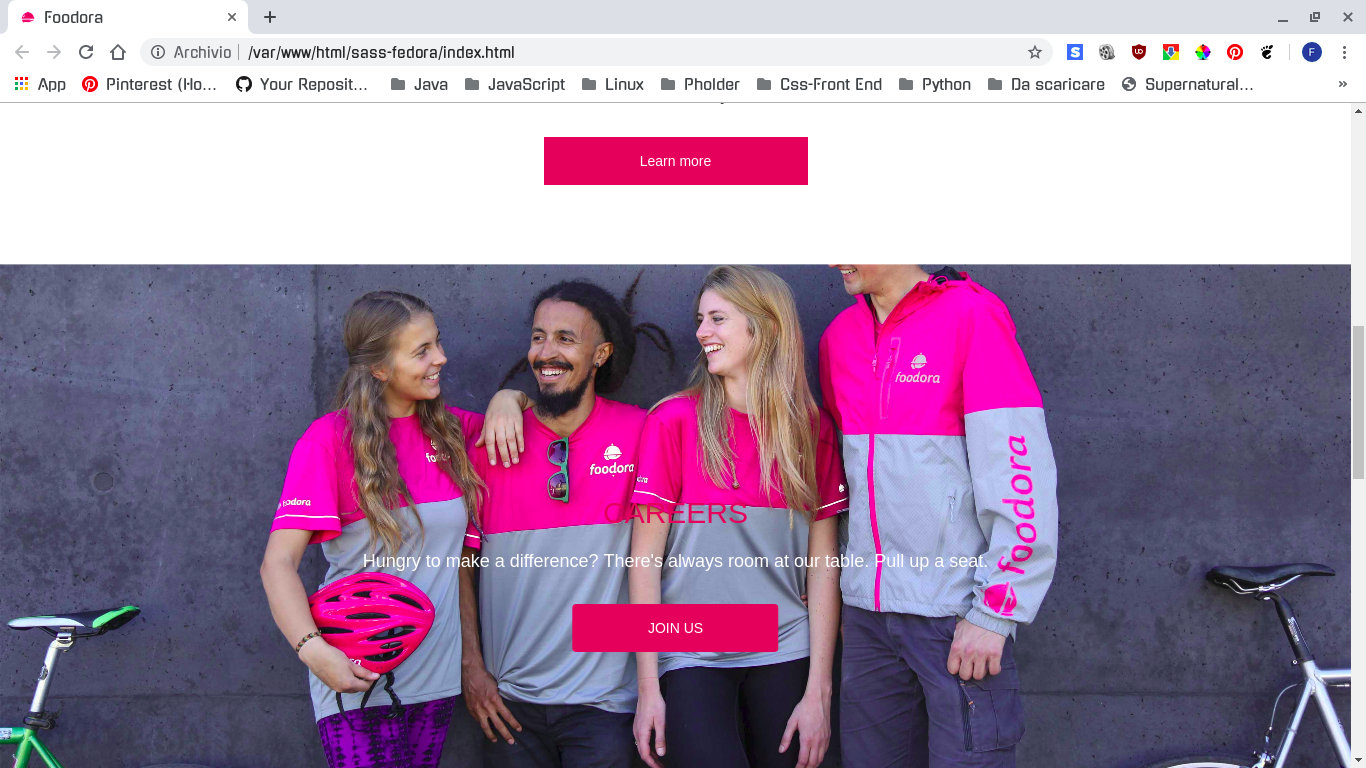 Foodora
Archivio
/var/www/html/sass-fedora/index.html
S
UD
F
App
Pinterest (Ho...
Your Reposit...
Java
JavaScript
Linux
Pholder
Css-Front End
Python
Da scaricare
Supernatural...
»
Learn more
foodora
foodora
foodora
foodora
CAREERS
Hungry to make a difference? There's always room at our table. Pull up a seat.
JOIN US